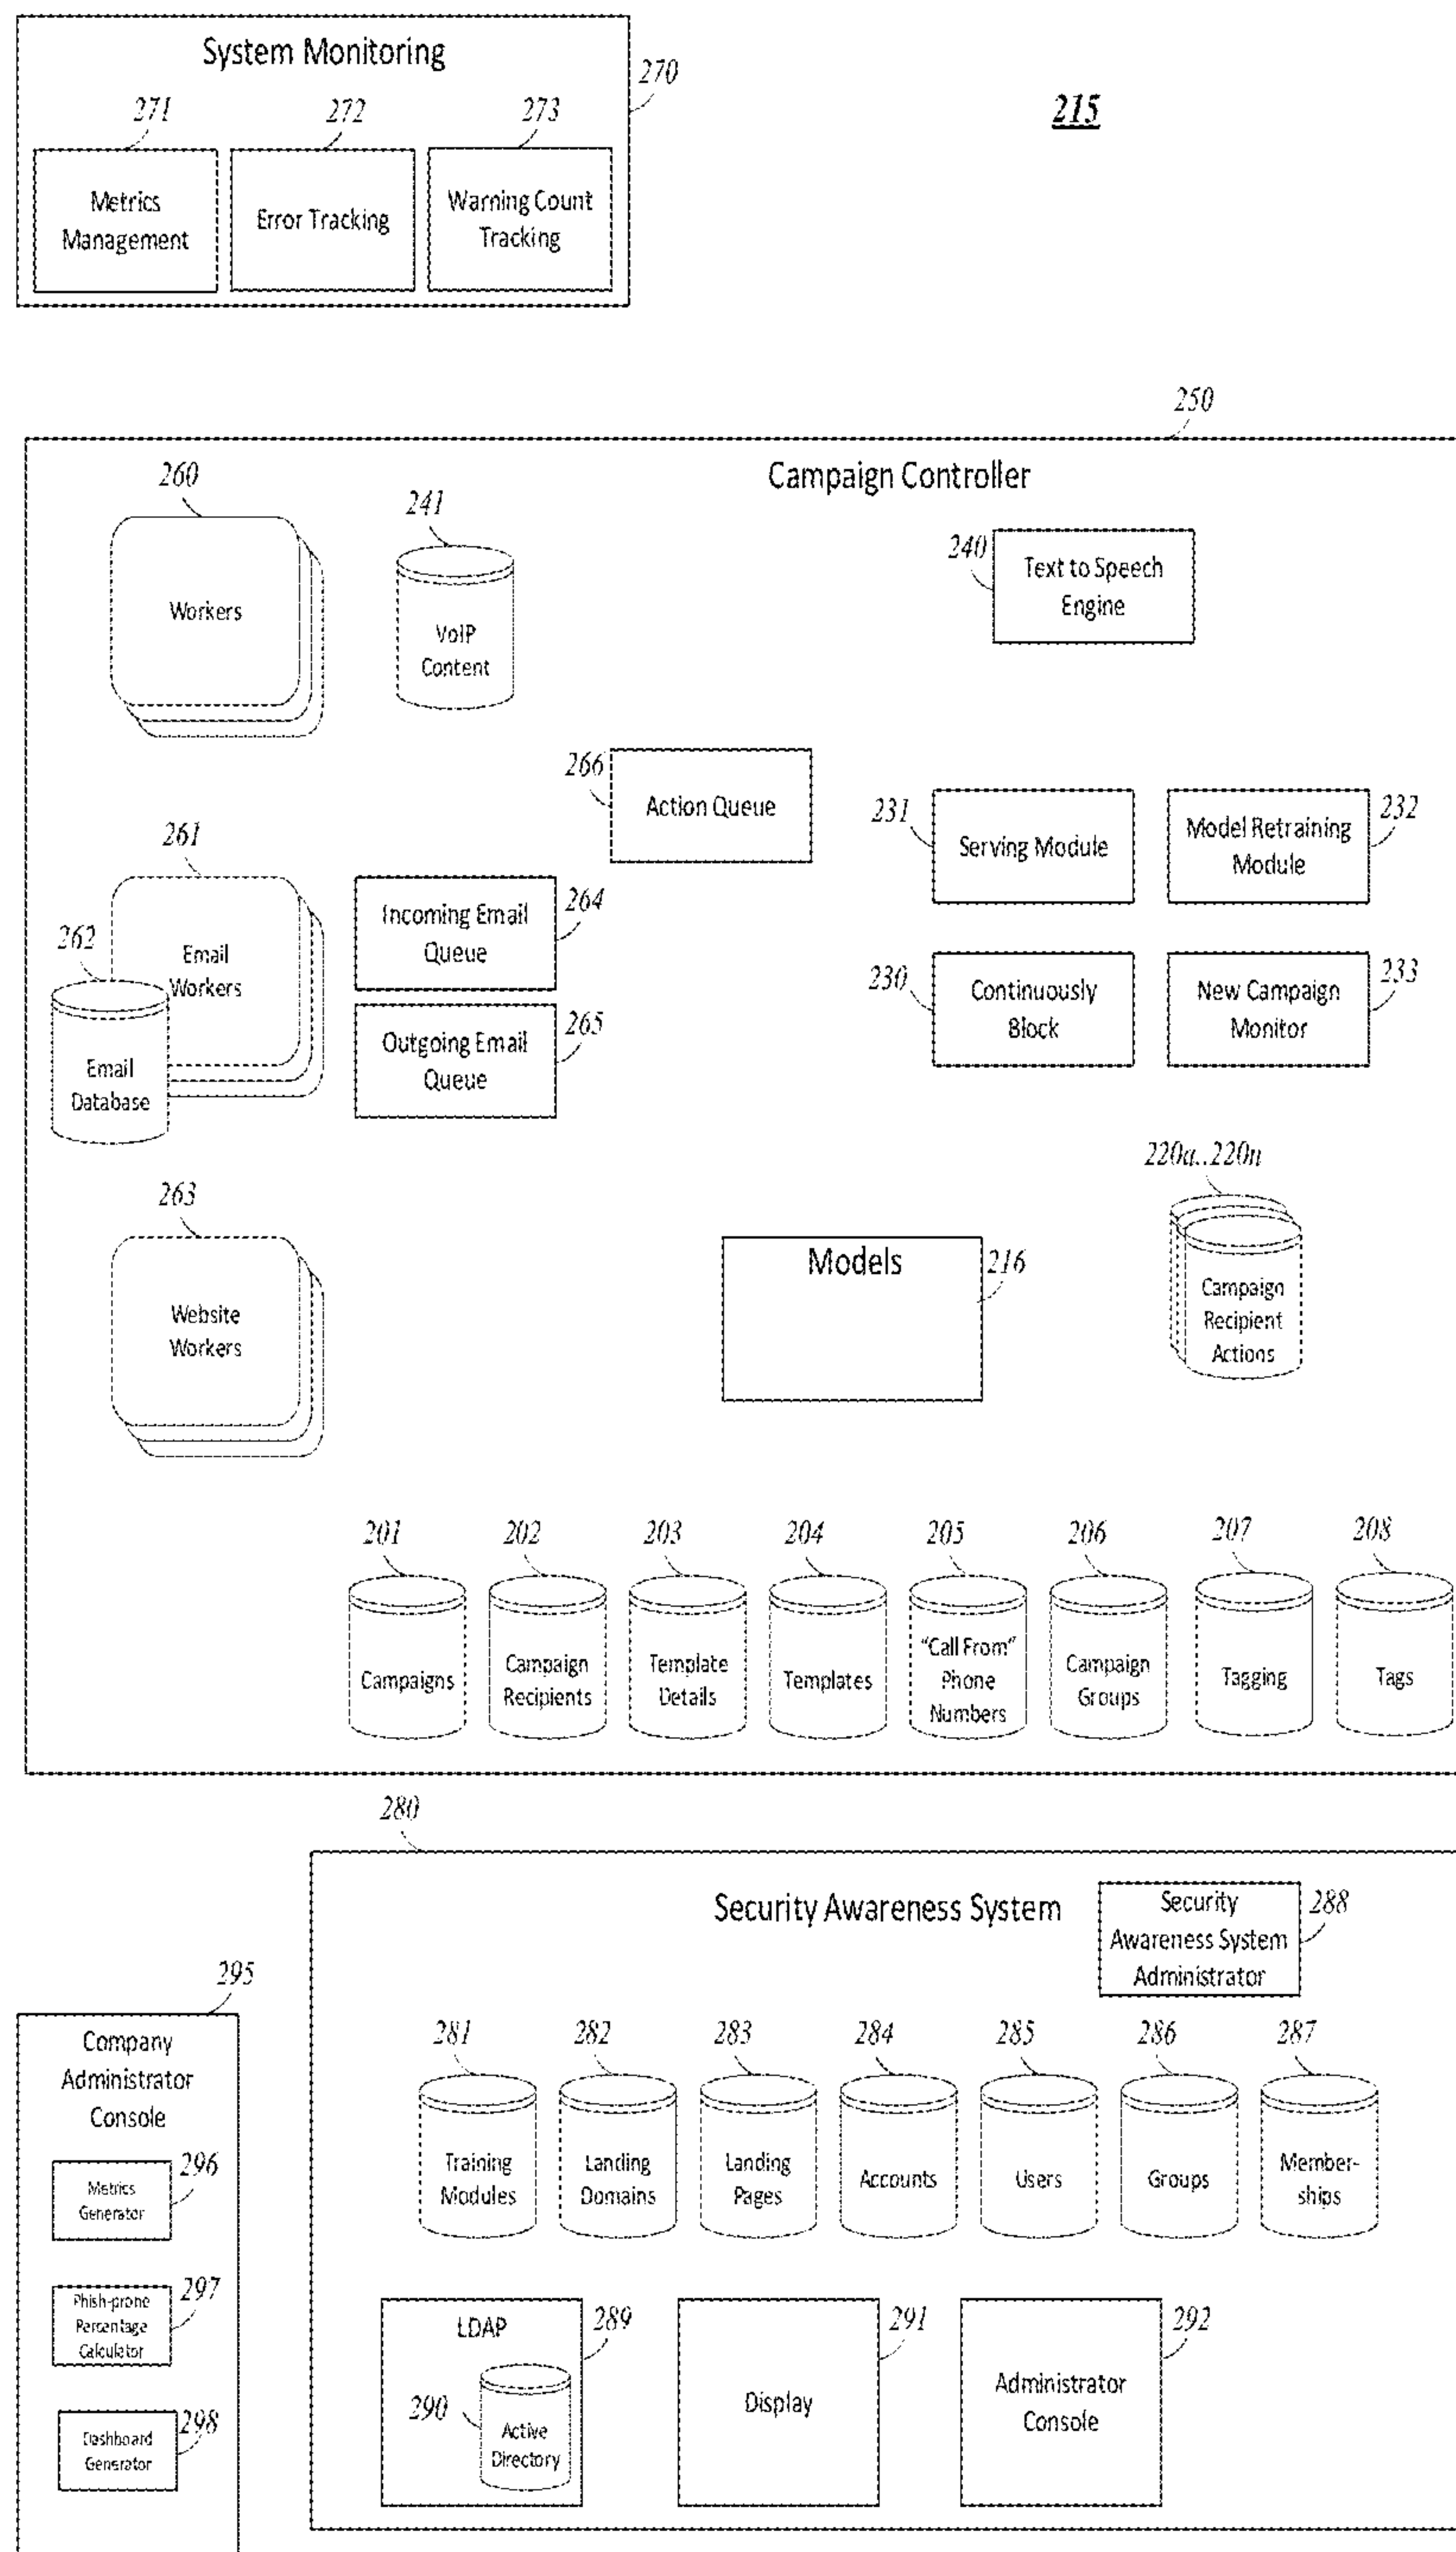 System Monitoring
270
215
271
272
273
Metrics
Management
Error Tracking
Warning Count
Tracking
250
Campaign Controller
260
Workers
241
VoIP
Content
240
Text to Speech
Engine
266
Action Queue
231
Serving Module
232
Model Retraining
Module
261
Email
Workers
262
Email
Database
264
Incoming Email
Queue
265
Outgoing Email
Queue
230
Continuously
Block
233
New Campaign
Monitor
220a..220n
Campaign
Recipient
Actions
263
Website
Workers
Models
216
201
202
203
204
205
206
207
208
Campaigns
Campaign
Recipients
Template
Details
Templates
"Call From"
Phone
Numbers
Campaign
Groups
Tagging
Tags
280
Security Awareness System
Security
Awareness System
Administrator
288
295
Company
Administrator
Console
296
Metrics
Generator
297
Phish-prone
Percentage
Calculator
298
Dashboard
Generator
281
282
283
284
285
286
287
Training
Modules
Landing
Domains
Landing
Pages
Accounts
Users
Groups
Member-
ships
LDAP
289
290
Active
Directory
291
Display
292
Administrator
Console